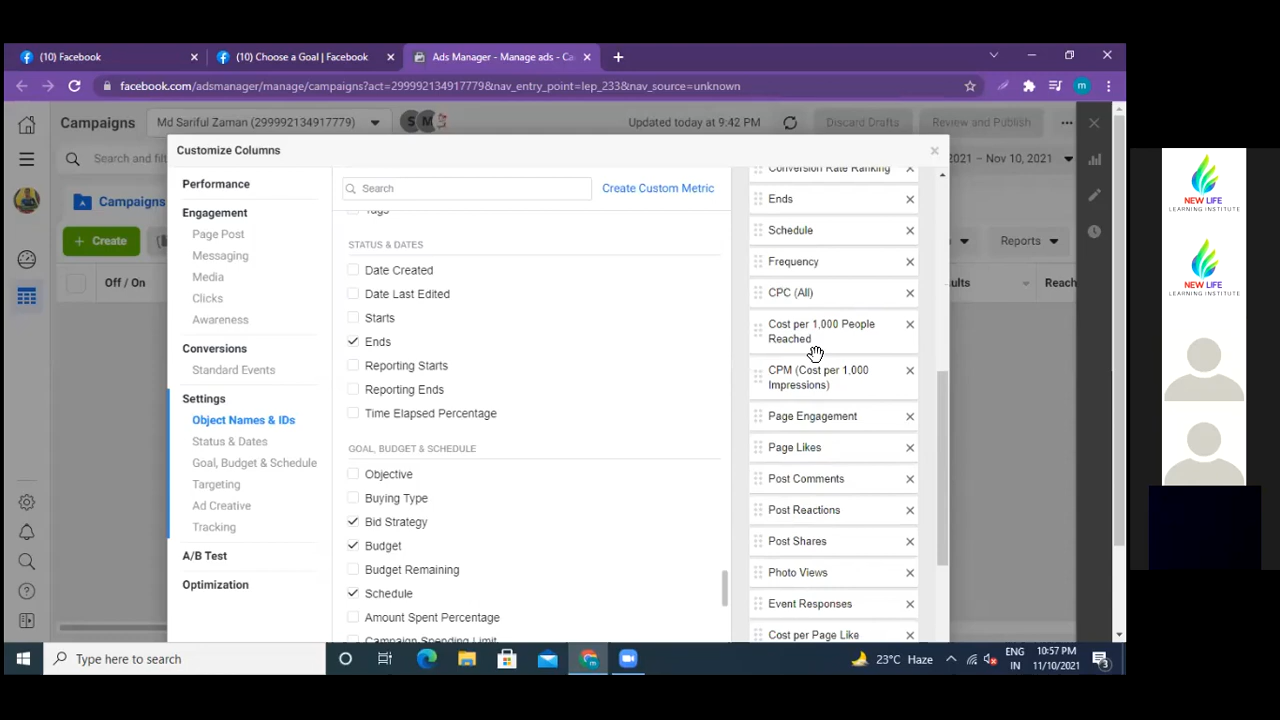 (10) Facebook
(10) Choose a Goal | Facebook
Ads Manager - Manage ads - Ca
facebook.com/adsmanager/manage/campaigns?act=299992134917779&nav_entry_point=lep_233&nav_source=unknown
m
Campaigns
Md Sariful Zaman (299992134917779)
Updated today at 9:42 PM
Discard Drafts
Review and Publish
Search and filt
2021 – Nov 10, 2021
Campaigns
+ Create
Reports
Off / On
ults
Reach
Customize Columns
Performance
Engagement
Page Post
Messaging
Media
Clicks
Awareness
Conversions
Standard Events
Settings
Object Names & IDs
Status & Dates
Goal, Budget & Schedule
Targeting
Ad Creative
Tracking
A/B Test
Optimization
Search
Create Custom Metric
Tags
STATUS & DATES
Date Created
Date Last Edited
Starts
Ends
Reporting Starts
Reporting Ends
Time Elapsed Percentage
GOAL, BUDGET & SCHEDULE
Objective
Buying Type
Bid Strategy
Budget
Budget Remaining
Schedule
Amount Spent Percentage
Campaign Spending Limit
Conversion Rate Ranking
Ends
Schedule
Frequency
CPC (All)
Cost per 1,000 People
Reached
CPM (Cost per 1,000
Impressions)
Page Engagement
Page Likes
Post Comments
Post Reactions
Post Shares
Photo Views
Event Responses
Cost per Page Like
NEW LIFE
LEARNING INSTITUTE
NEW LIFE
LEARNING INSTITUTE
Type here to search
23°C Haze
ENG
IN
10:57 PM
11/10/2021
3